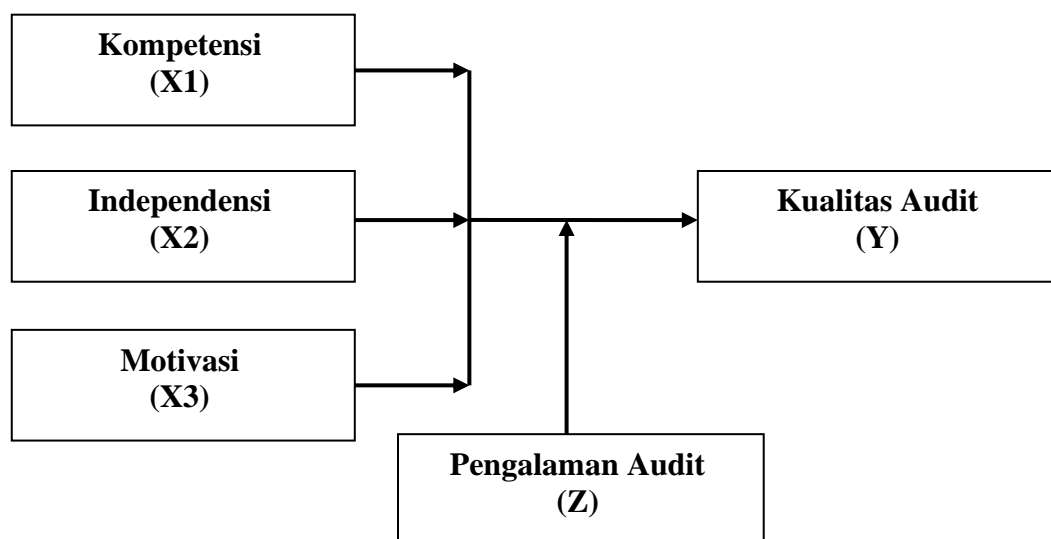 Kompetensi
(X1)
Independensi
(X2)
Kualitas Audit
(Y)
Motivasi
(X3)
Pengalaman Audit
(Z)